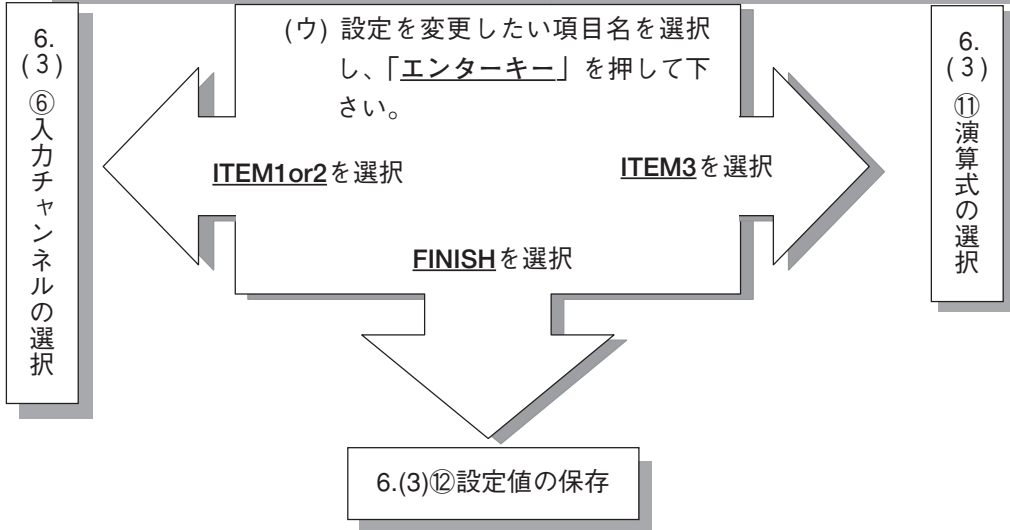 6.(3)⑥入力チャンネルの選択
(ウ) 設定を変更したい項目名を選択
し、「エンターキー」を押して下
さい。
ITEM1or2を選択
ITEM3を選択
FINISHを選択
6.(3)⑪演算式の選択
6.(3)⑫設定値の保存